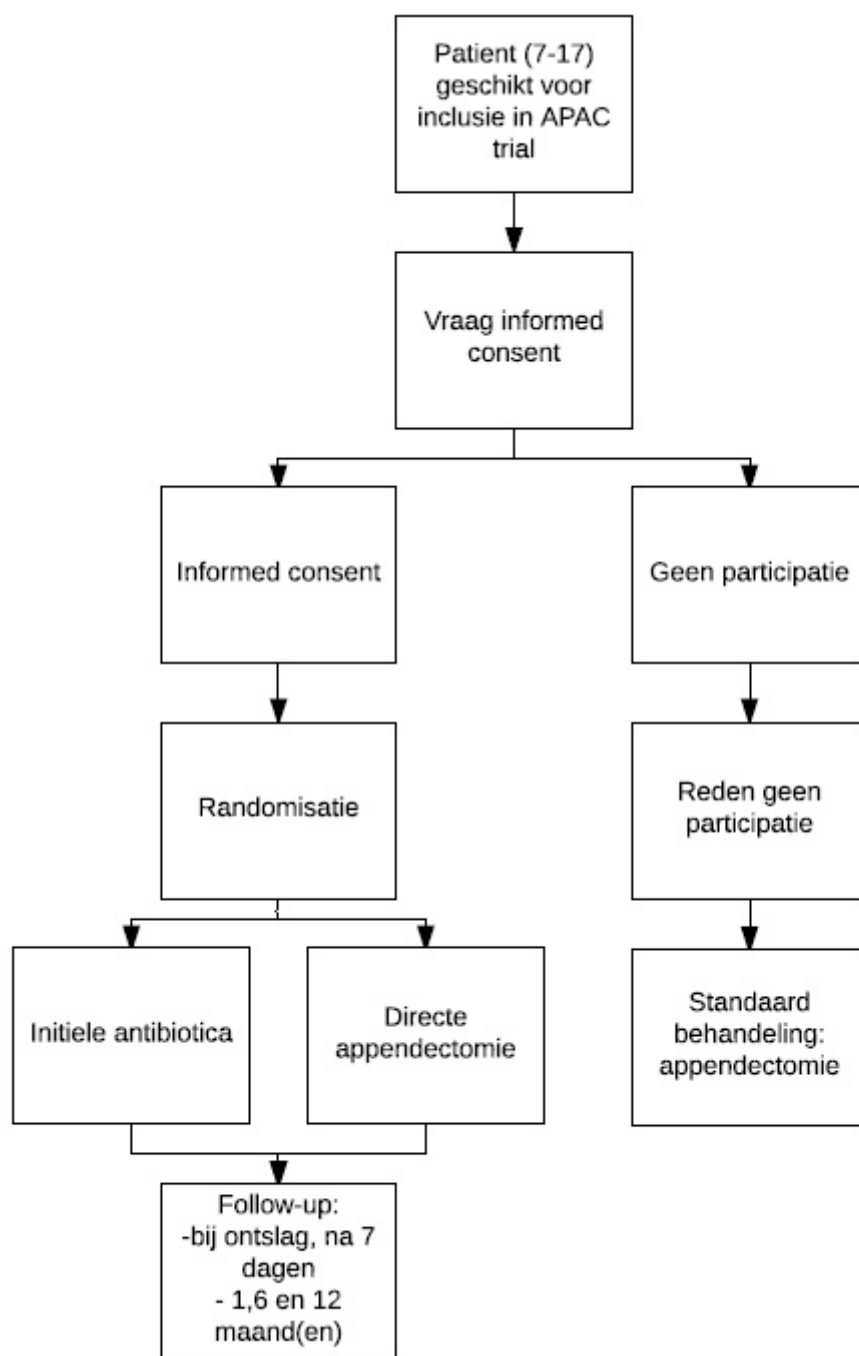 Patient (7-17)
geschikt voor
inclusie in APAC
trial
Vraag informed
consent
Informed consent
Geen participatie
Randomisatie
Reden geen
participatie
Initiele antibiotica
Directe
appendectomie
Standaard
behandeling:
appendectomie
Follow-up:
-bij ontslag, na 7
dagen
- 1,6 en 12
maand(en)